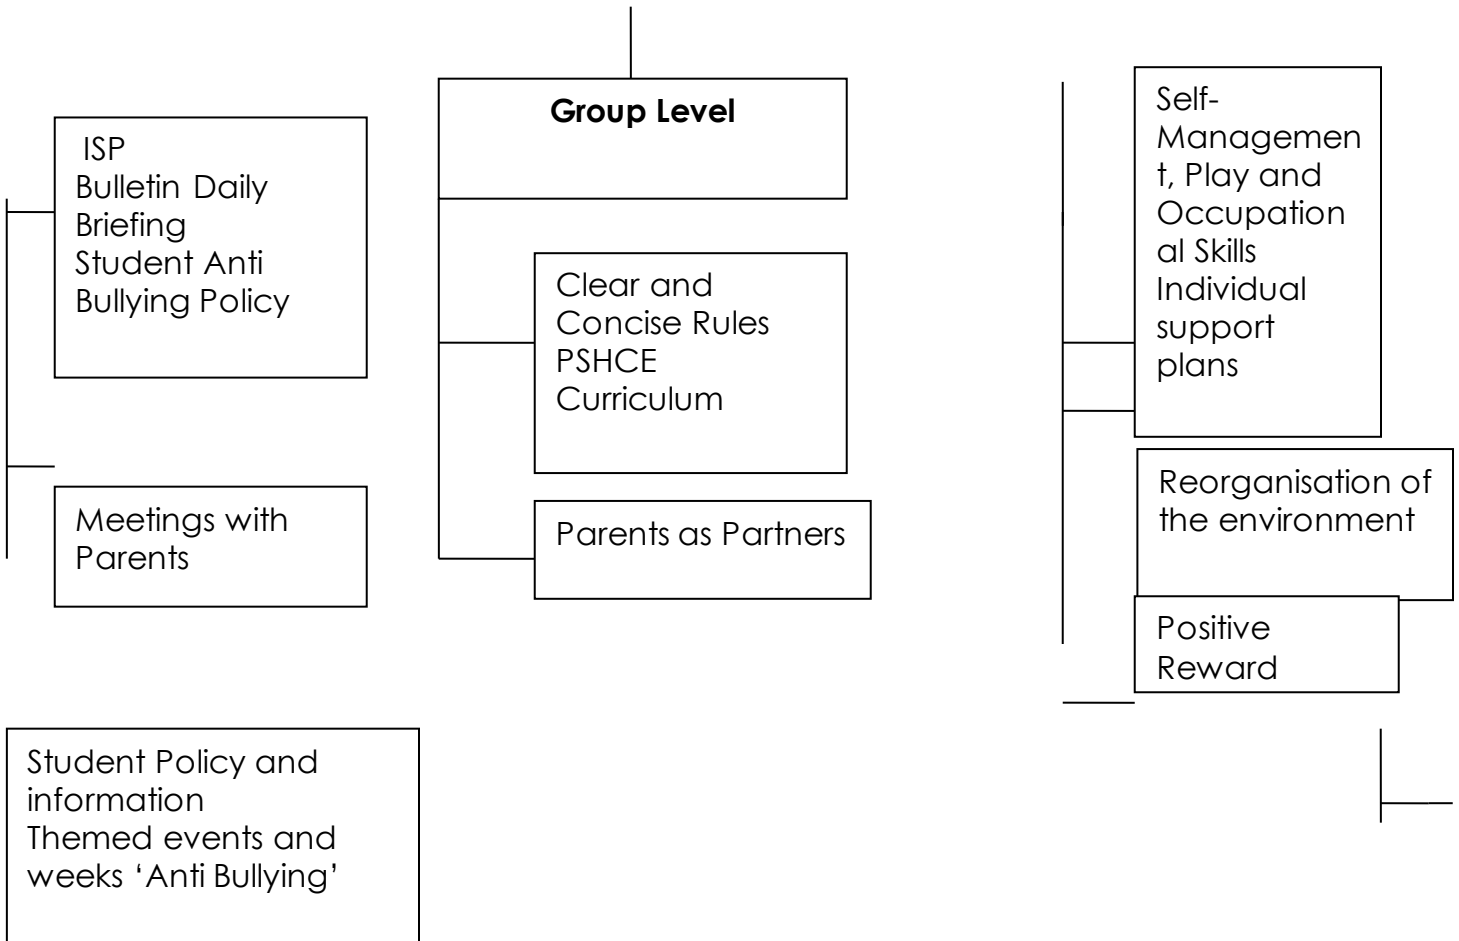 ISP
Bulletin Daily
Briefing
Student Anti
Bullying Policy
Meetings with
Parents
Student Policy and
information
Themed events and
weeks ‘Anti Bullying’
Group Level
Clear and
Concise Rules
PSHCE
Curriculum
Parents as Partners
Self-
Managemen
t, Play and
Occupation
al Skills
Individual
support
plans
Reorganisation of
the environment
Positive
Reward